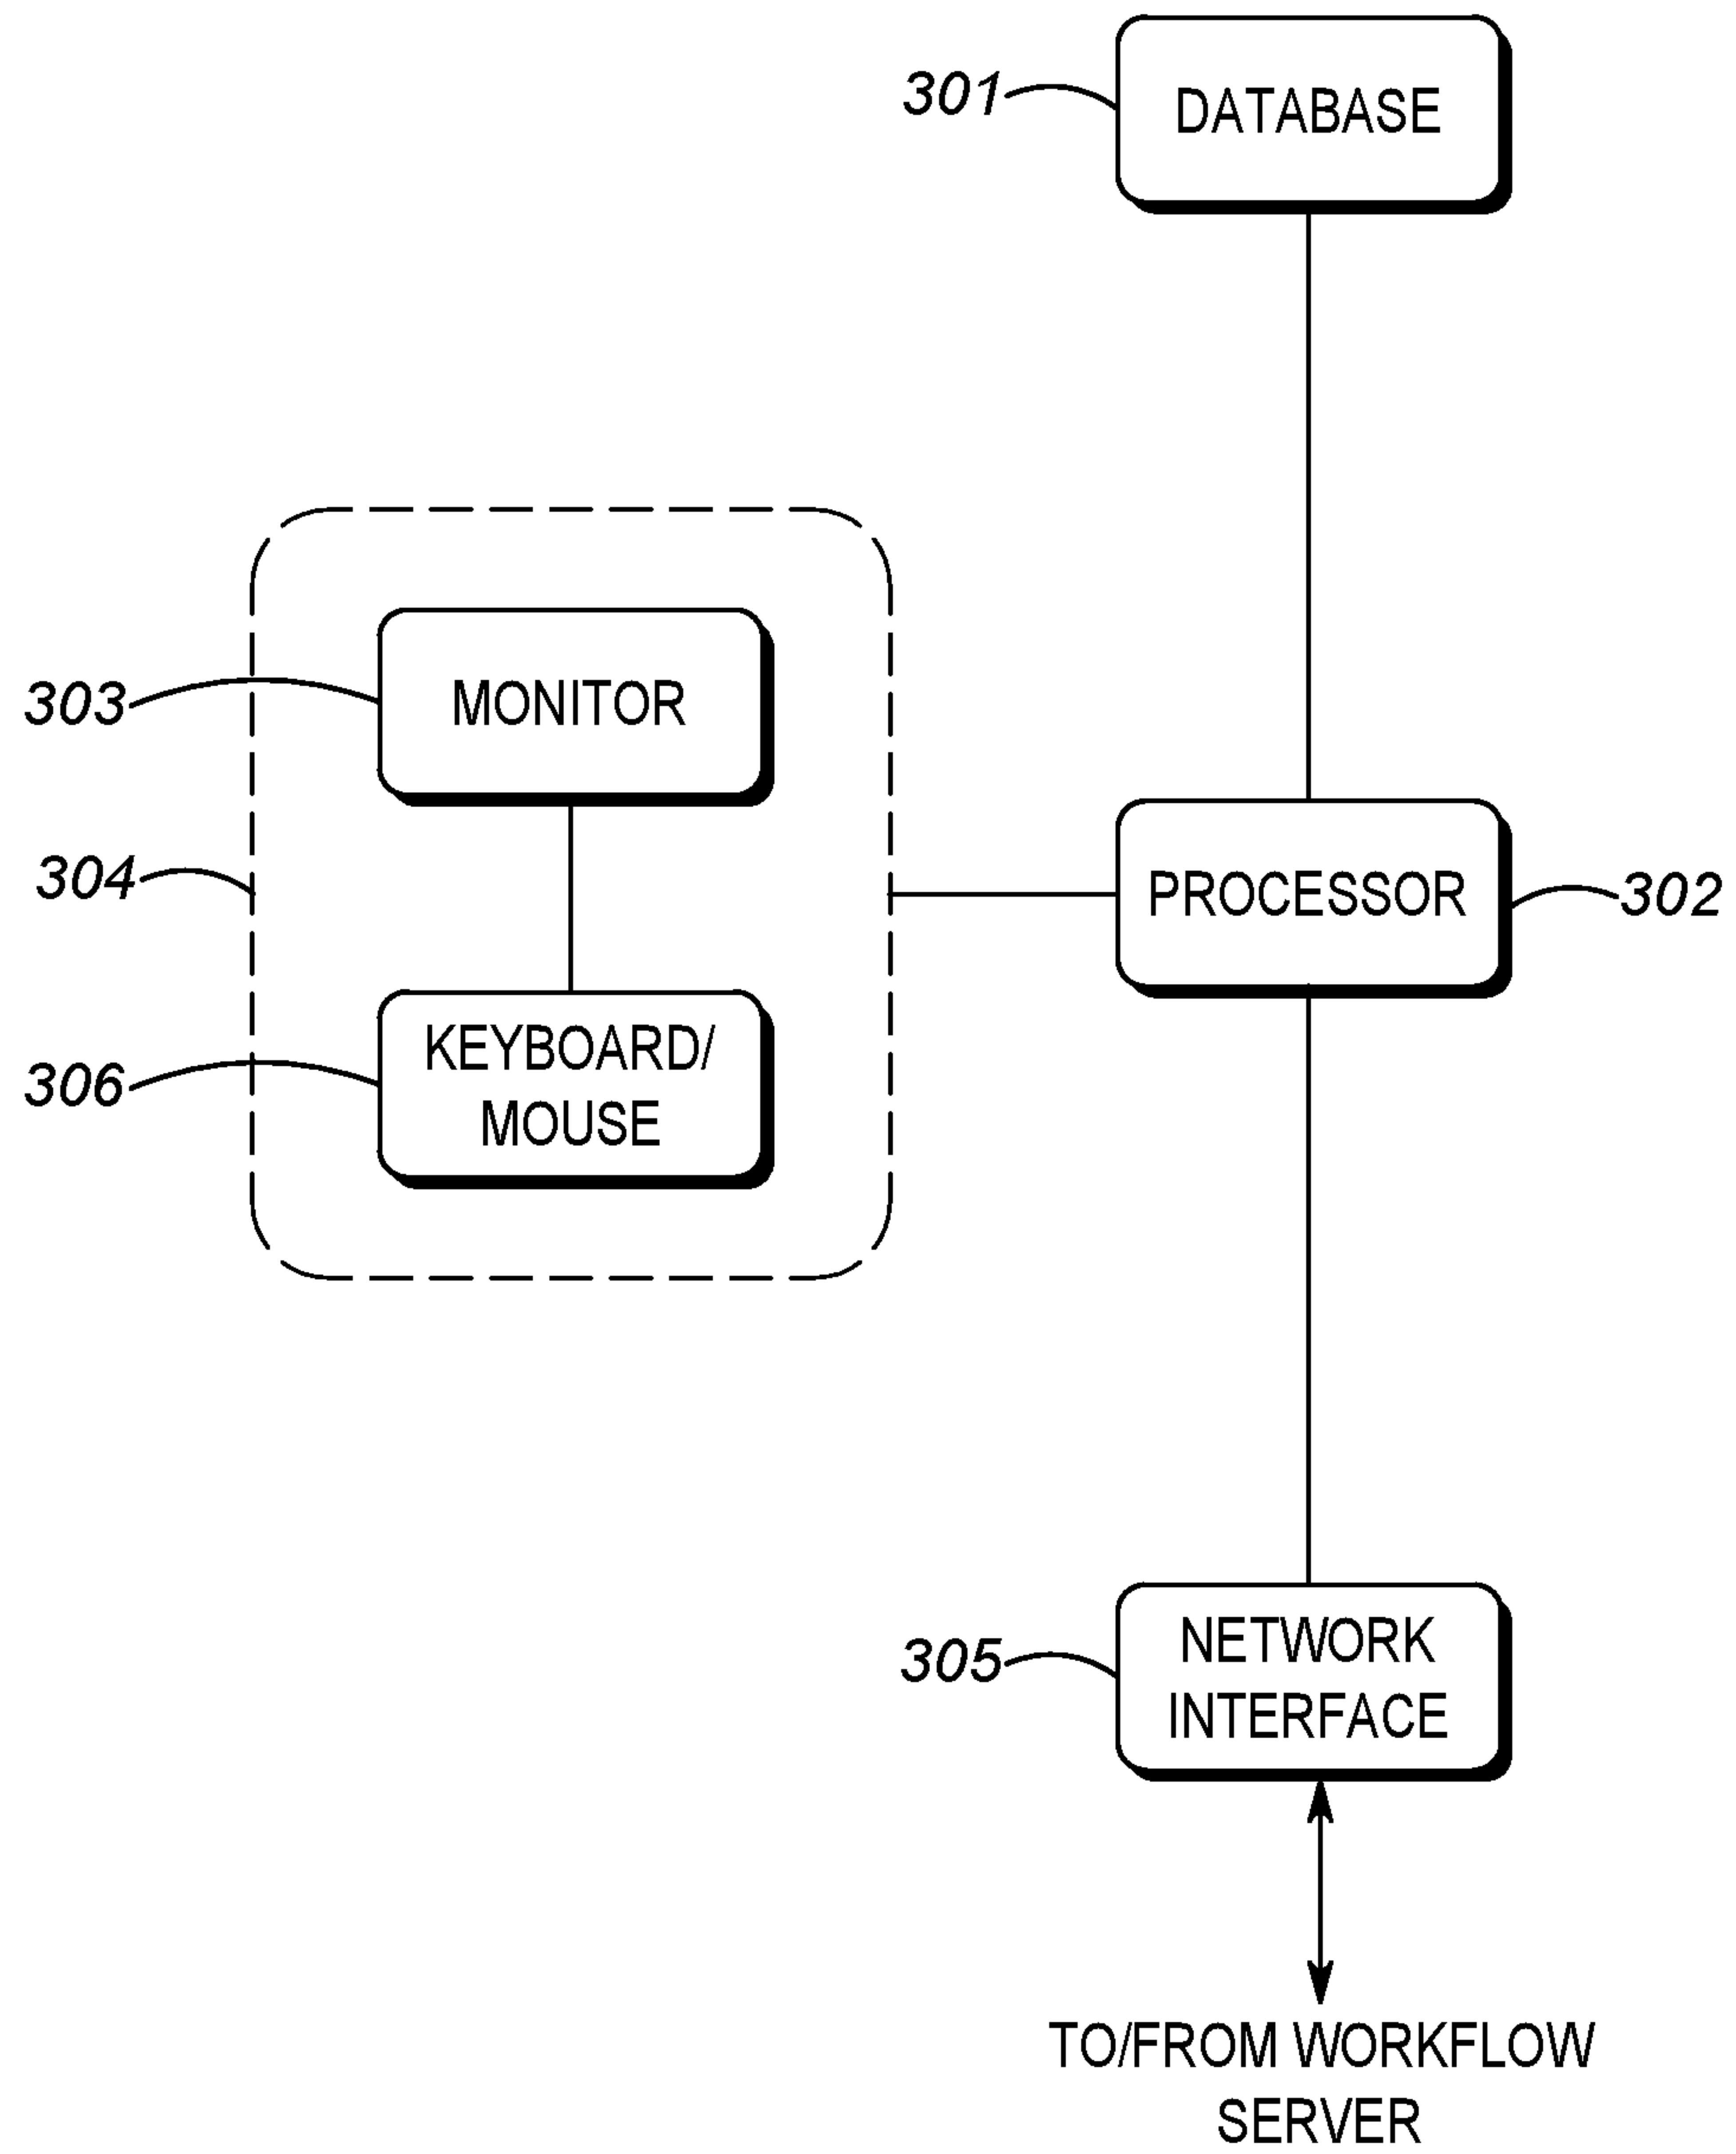 301
DATABASE
303
MONITOR
304
PROCESSOR
302
306
KEYBOARD/
MOUSE
305
NETWORK
INTERFACE
TO/FROM WORKFLOW
SERVER